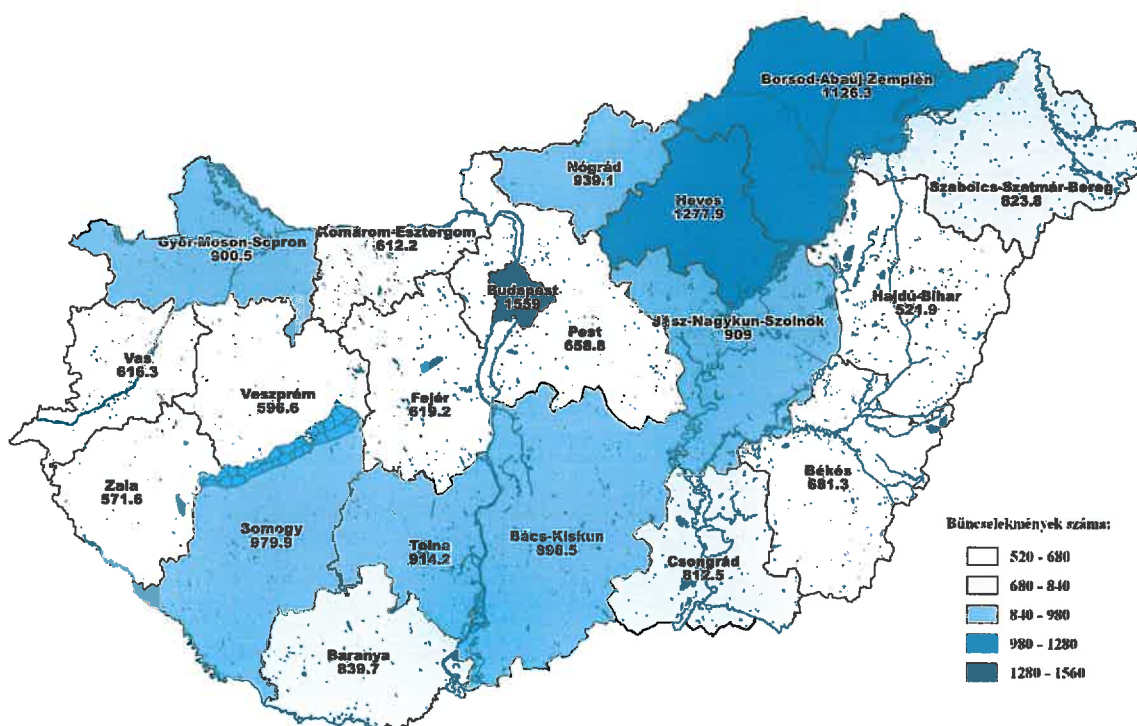 Borsod-Abaúj-Zemplén
1126.3
Nógrád
939.1
Szabolcs-Szatmár-Bereg
823.8
Heves
1277.9
Komárom-Esztergom
612.2
Győr-Moson-Sopron
900.5
Budapest
1559
Hajdú-Bihar
521.9
Jász-Nagykun-Szolnok
909
Pest
658.8
Vas
616.3
Veszprém
596.6
Fejér
619.2
Békés
681.3
Zala
571.6
Somogy
979.9
Tolna
914.2
Bács-Kiskun
898.5
Csongrád
812.5
Baranya
839.7
Bűncselekmények száma:
520 - 680
680 - 840
840 - 980
980 - 1280
1280 - 1560